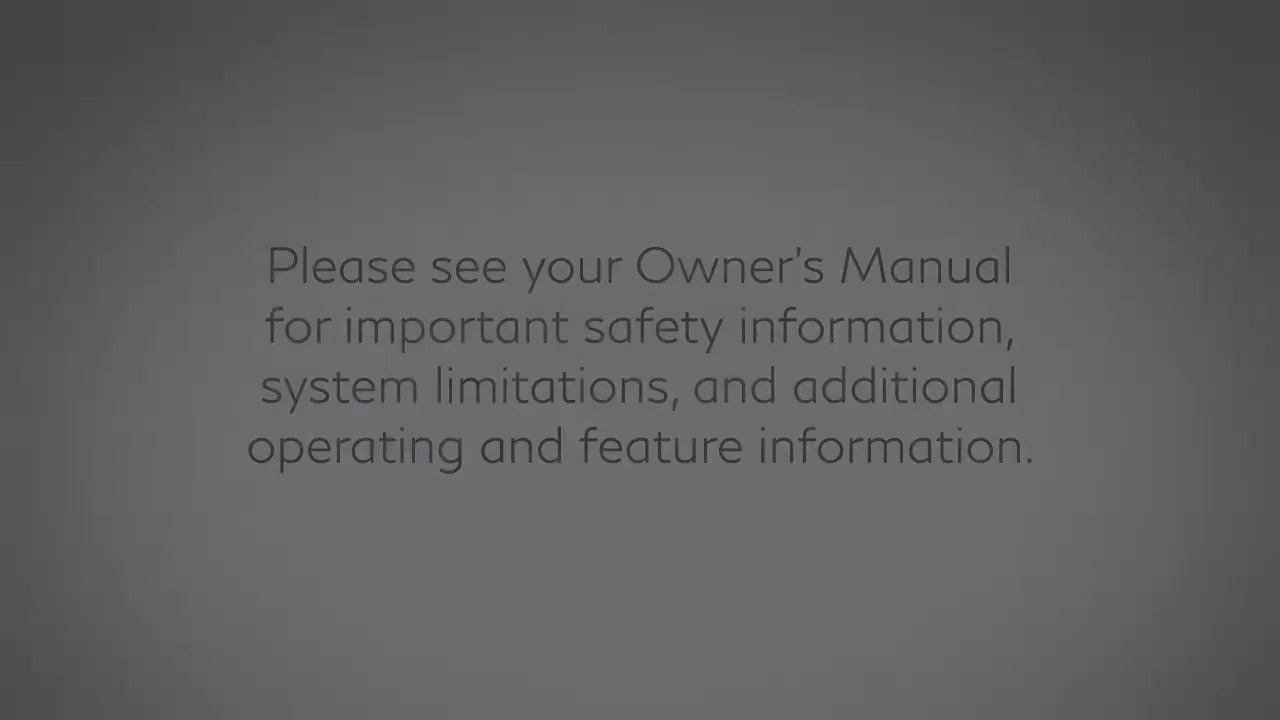 Please see your Owner's Manual
for important safety information,
system limitations, and additional
operating and feature information.